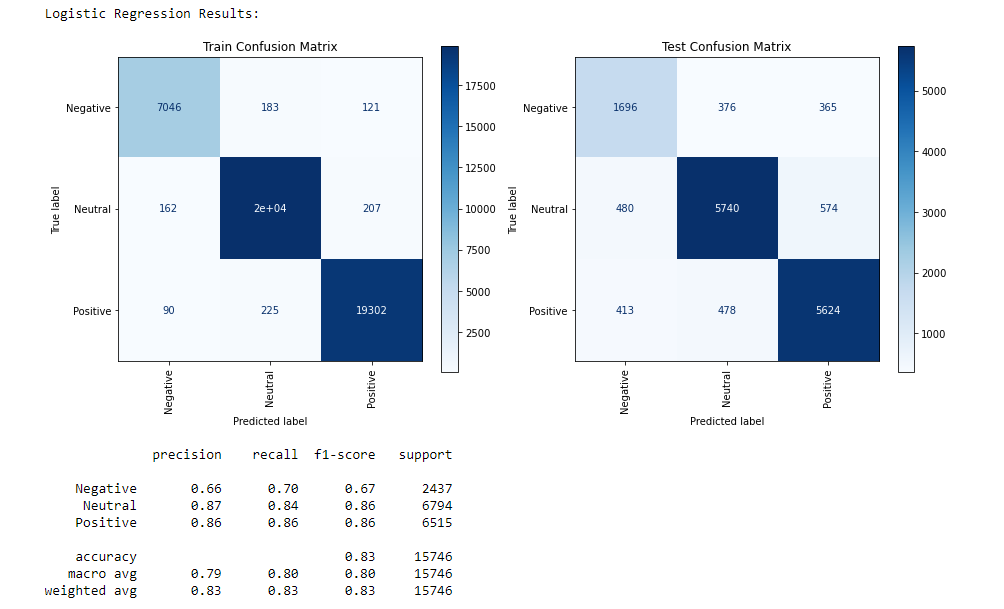 Logistic Regression Results:
Train Confusion Matrix
Negative 7046 183 121
Neutral 162 2e+04 207
Positive 90 225 19302
True label
Negative Neutral Positive
Predicted label
17500
15000
12500
10000
7500
5000
2500
Test Confusion Matrix
Negative 1696 376 365
Neutral 480 5740 574
Positive 413 478 5624
True label
Negative Neutral Positive
Predicted label
5000
4000
3000
2000
1000
precision recall f1-score support
Negative 0.66 0.70 0.67 2437
Neutral 0.87 0.84 0.86 6794
Positive 0.86 0.86 0.86 6515
accuracy 0.83 15746
macro avg 0.79 0.80 0.80 15746
weighted avg 0.83 0.83 0.83 15746